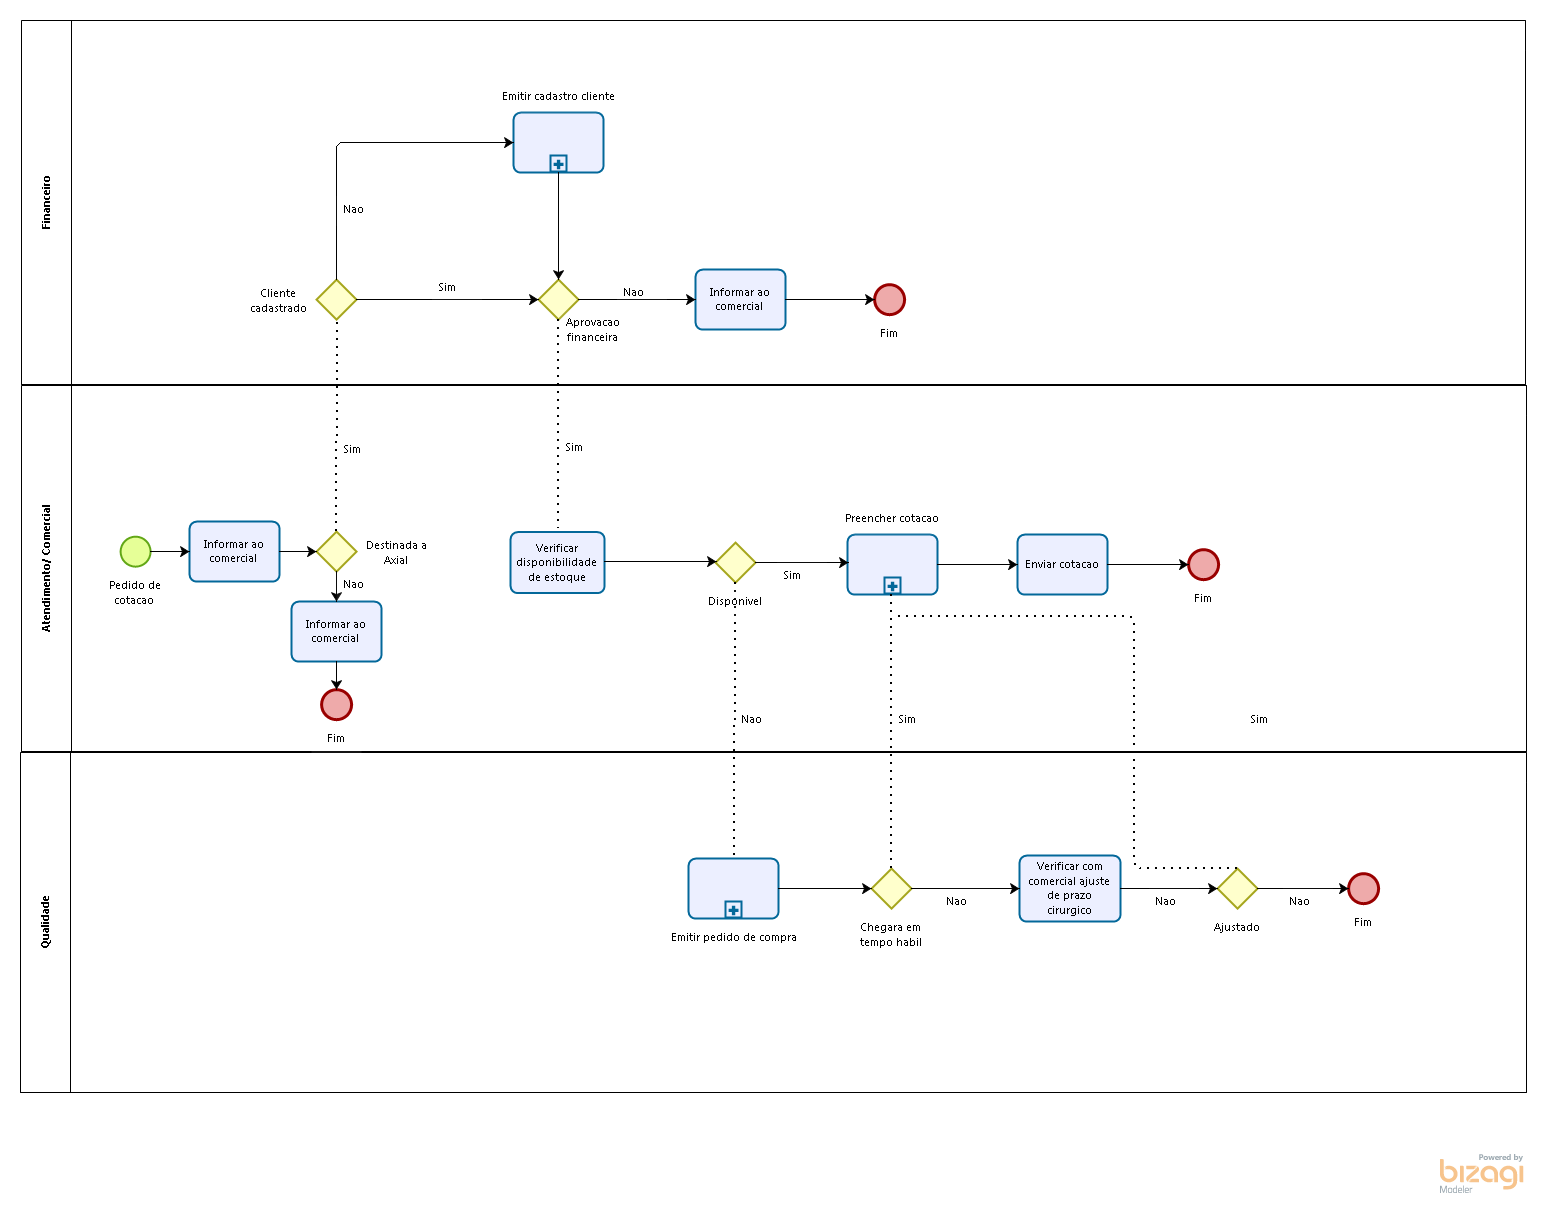 Financeiro
Emitir cadastro cliente
Nao
Cliente
cadastrado
Sim
Aprovacao
financeira
Nao
Informar ao
comercial
Fim
Atendimento/ Comercial
Sim
Sim
Pedido de
cotacao
Informar ao
comercial
Destinada a
Axial
Nao
Informar ao
comercial
Fim
Verificar
disponibilidade
de estoque
Disponivel
Sim
Preencher cotacao
Enviar cotacao
Fim
Nao
Sim
Sim
Qualidade
Emitir pedido de compra
Chegara em
tempo habil
Nao
Verificar com
comercial ajuste
de prazo
cirurgico
Nao
Ajustado
Nao
Fim
Powered by
bizagi
Modeler